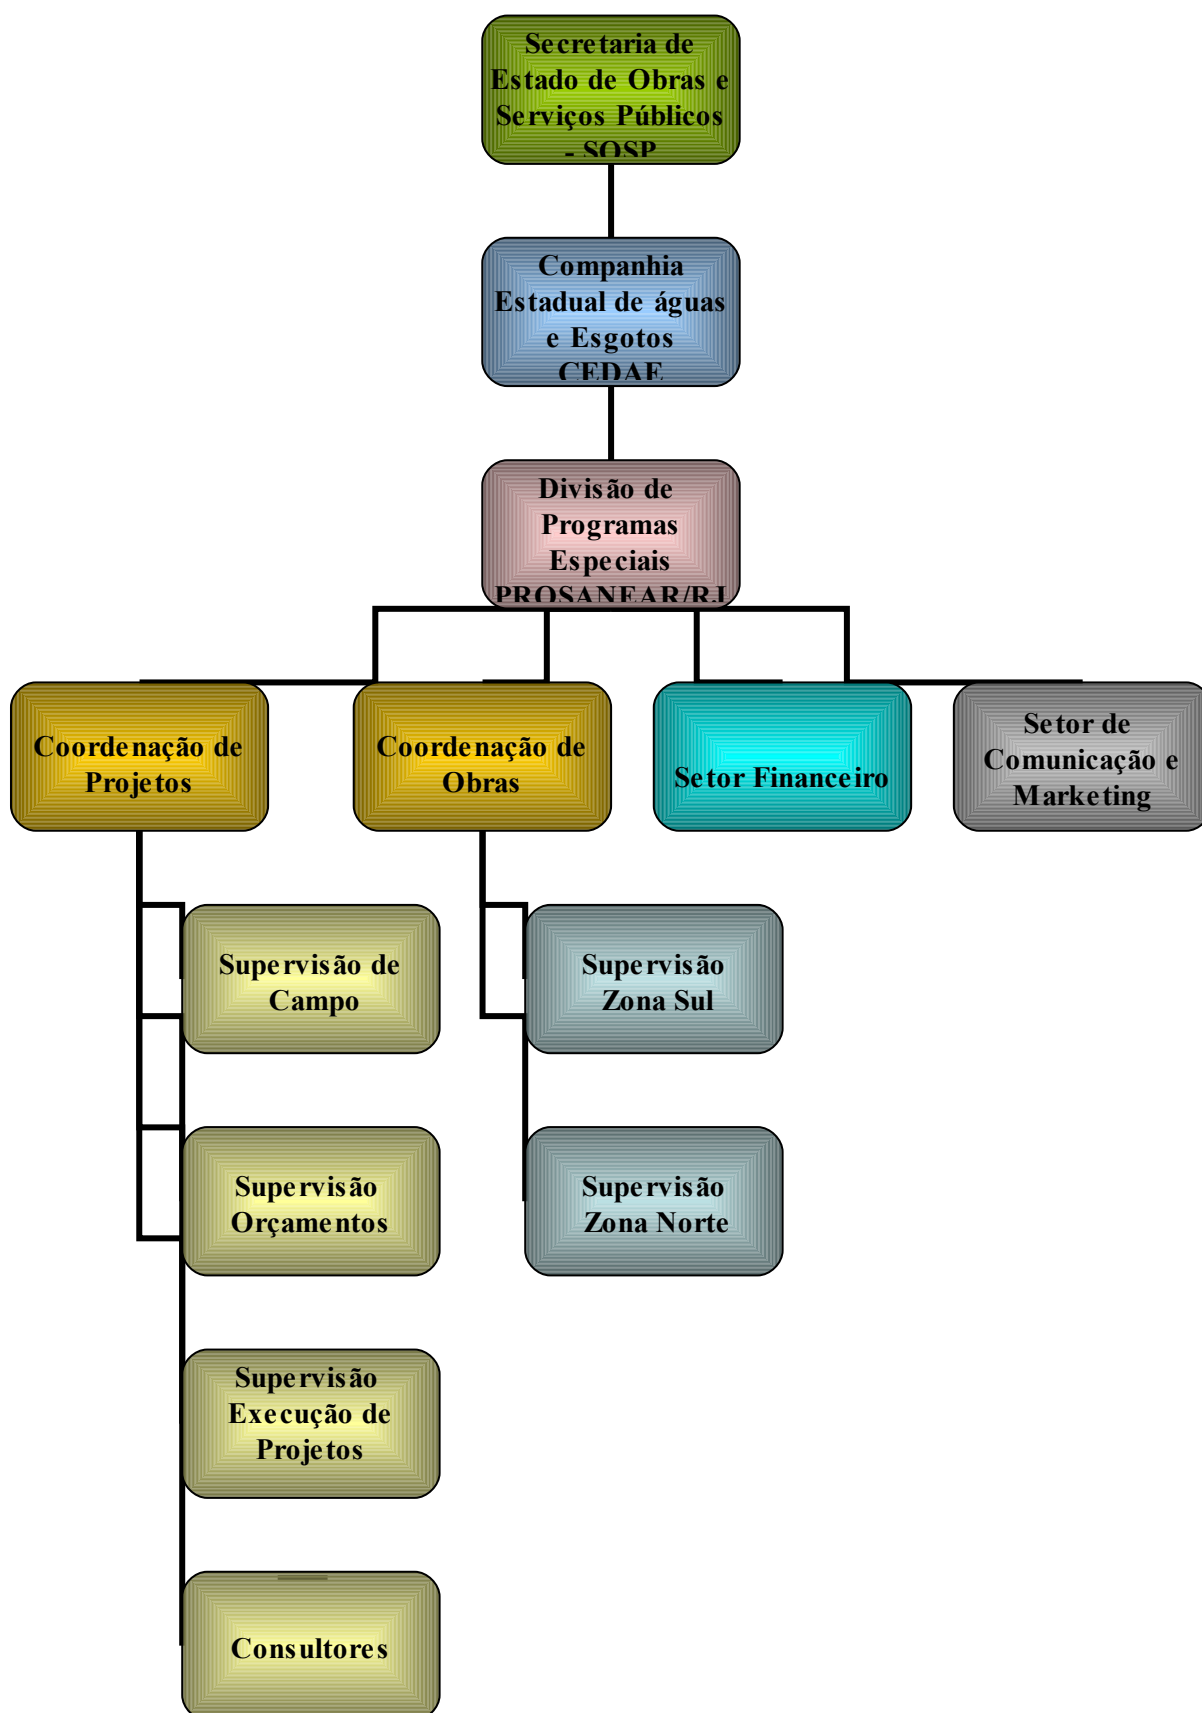 Secretaria de
Estado de Obras e
Serviços Públicos
- SOSP
Companhia
Estadual de águas
e Esgotos
CEDAE
Divisão de
Programas
Especiais
PROSANEAR/RJ
Coordenação de
Projetos
Coordenação de
Obras
Setor Financeiro
Setor de
Comunicação e
Marketing
Supervisão de
Campo
Supervisão
Zona Sul
Supervisão
Orçamentos
Supervisão
Zona Norte
Supervisão
Execução de
Projetos
Consultores